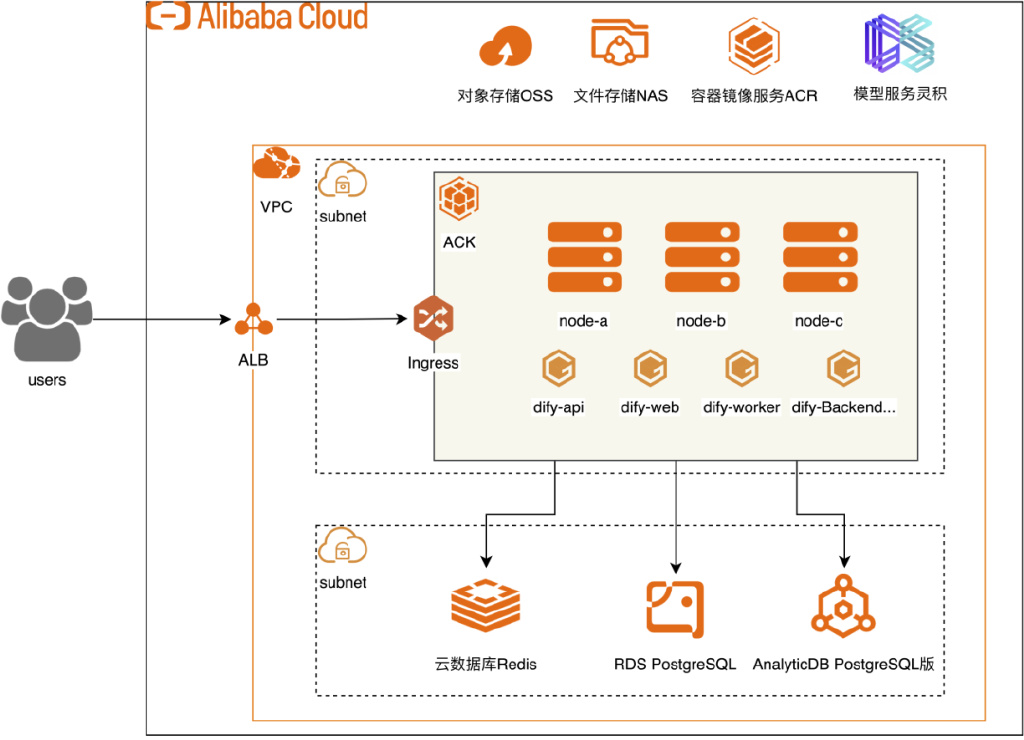 Alibaba Cloud
对象存储OSS
文件存储NAS
容器镜像服务ACR
模型服务灵积
VPC
subnet
ACK
node-a
node-b
node-c
users
ALB
Ingress
dify-api
dify-web
dify-worker
dify-Backend...
subnet
云数据库Redis
RDS PostgreSQL
AnalyticDB PostgreSQL版